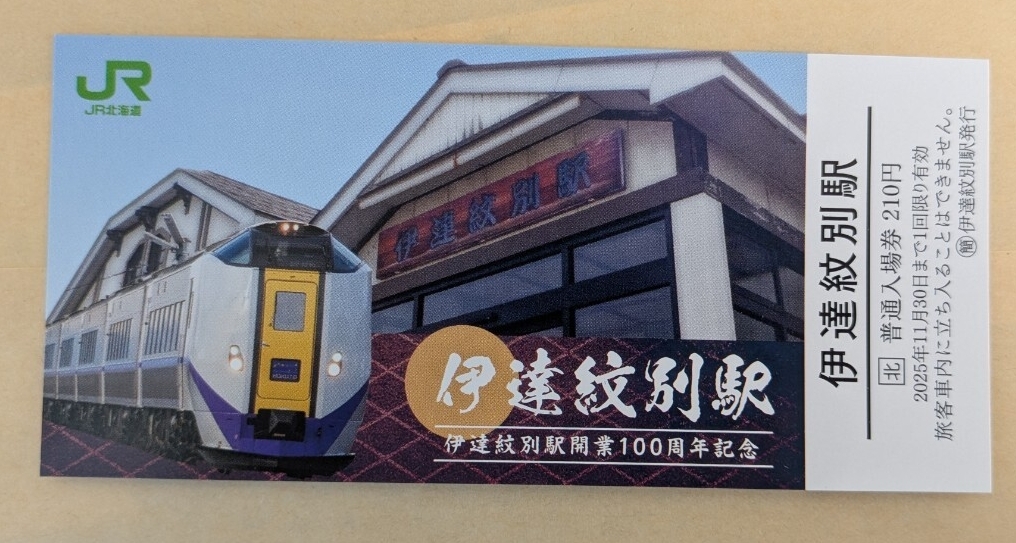 JR
JR北海道
伊達紋別駅
伊達紋別駅
伊達紋別駅開業100周年記念
伊達紋別駅
北 普通入場券 210円
2025年11月30日まで1回限り有効
旅客車内に立ち入ることはできません。
簡 伊達紋別駅発行